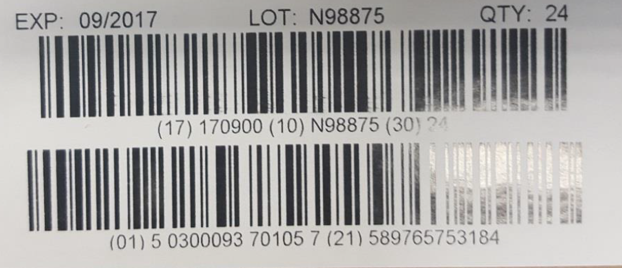 EXP: 09/2017 LOT: N98875 QTY: 24
(17) 170900 (10) N98875 (30) 24
(01) 5 0300093 70105 7 (21) 589765753184